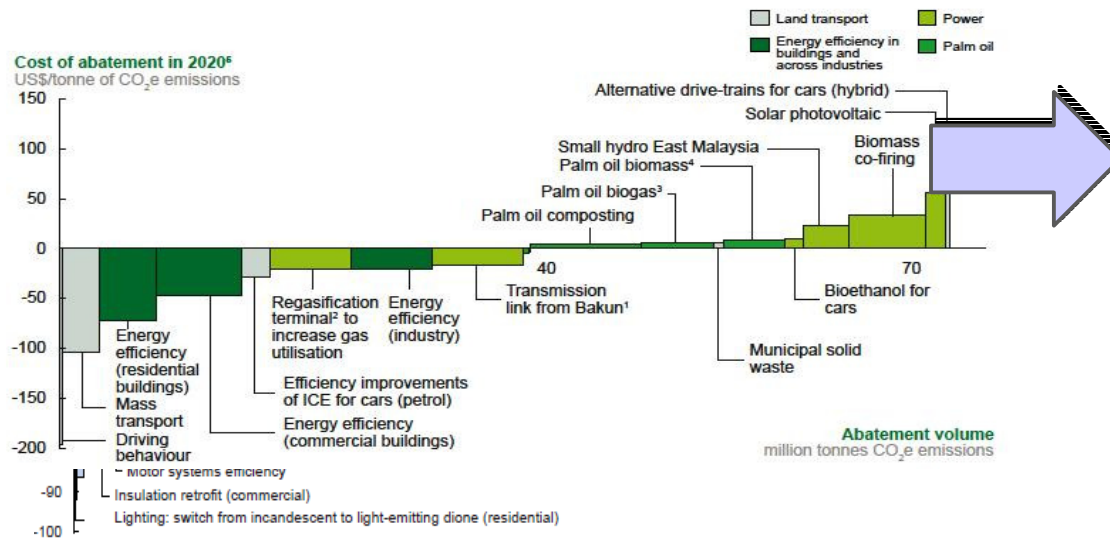 Land transport
Power
Energy efficiency in
buildings and
across industries
Palm oil
Cost of abatement in 2020⁶
US$/tonne of CO₂e emissions
150
100
50
0
-50
-100
-150
-200
Alternative drive-trains for cars (hybrid)
Solar photovoltaic
Small hydro East Malaysia
Biomass
co-firing
Palm oil biomass⁴
Palm oil biogas³
Palm oil composting
40
70
Energy
efficiency
(residential
buildings)
Mass
transport
Driving
behaviour
Regasification
terminal² to
increase gas
utilisation
Energy
efficiency
(industry)
Transmission
link from Bakun¹
Bioethanol for
cars
Municipal solid
waste
Efficiency improvements
of ICE for cars (petrol)
Energy efficiency
(commercial buildings)
Abatement volume
million tonnes CO₂e emissions
Motor systems efficiency
-90
Insulation retrofit (commercial)
Lighting: switch from incandescent to light-emitting dione (residential)
-100